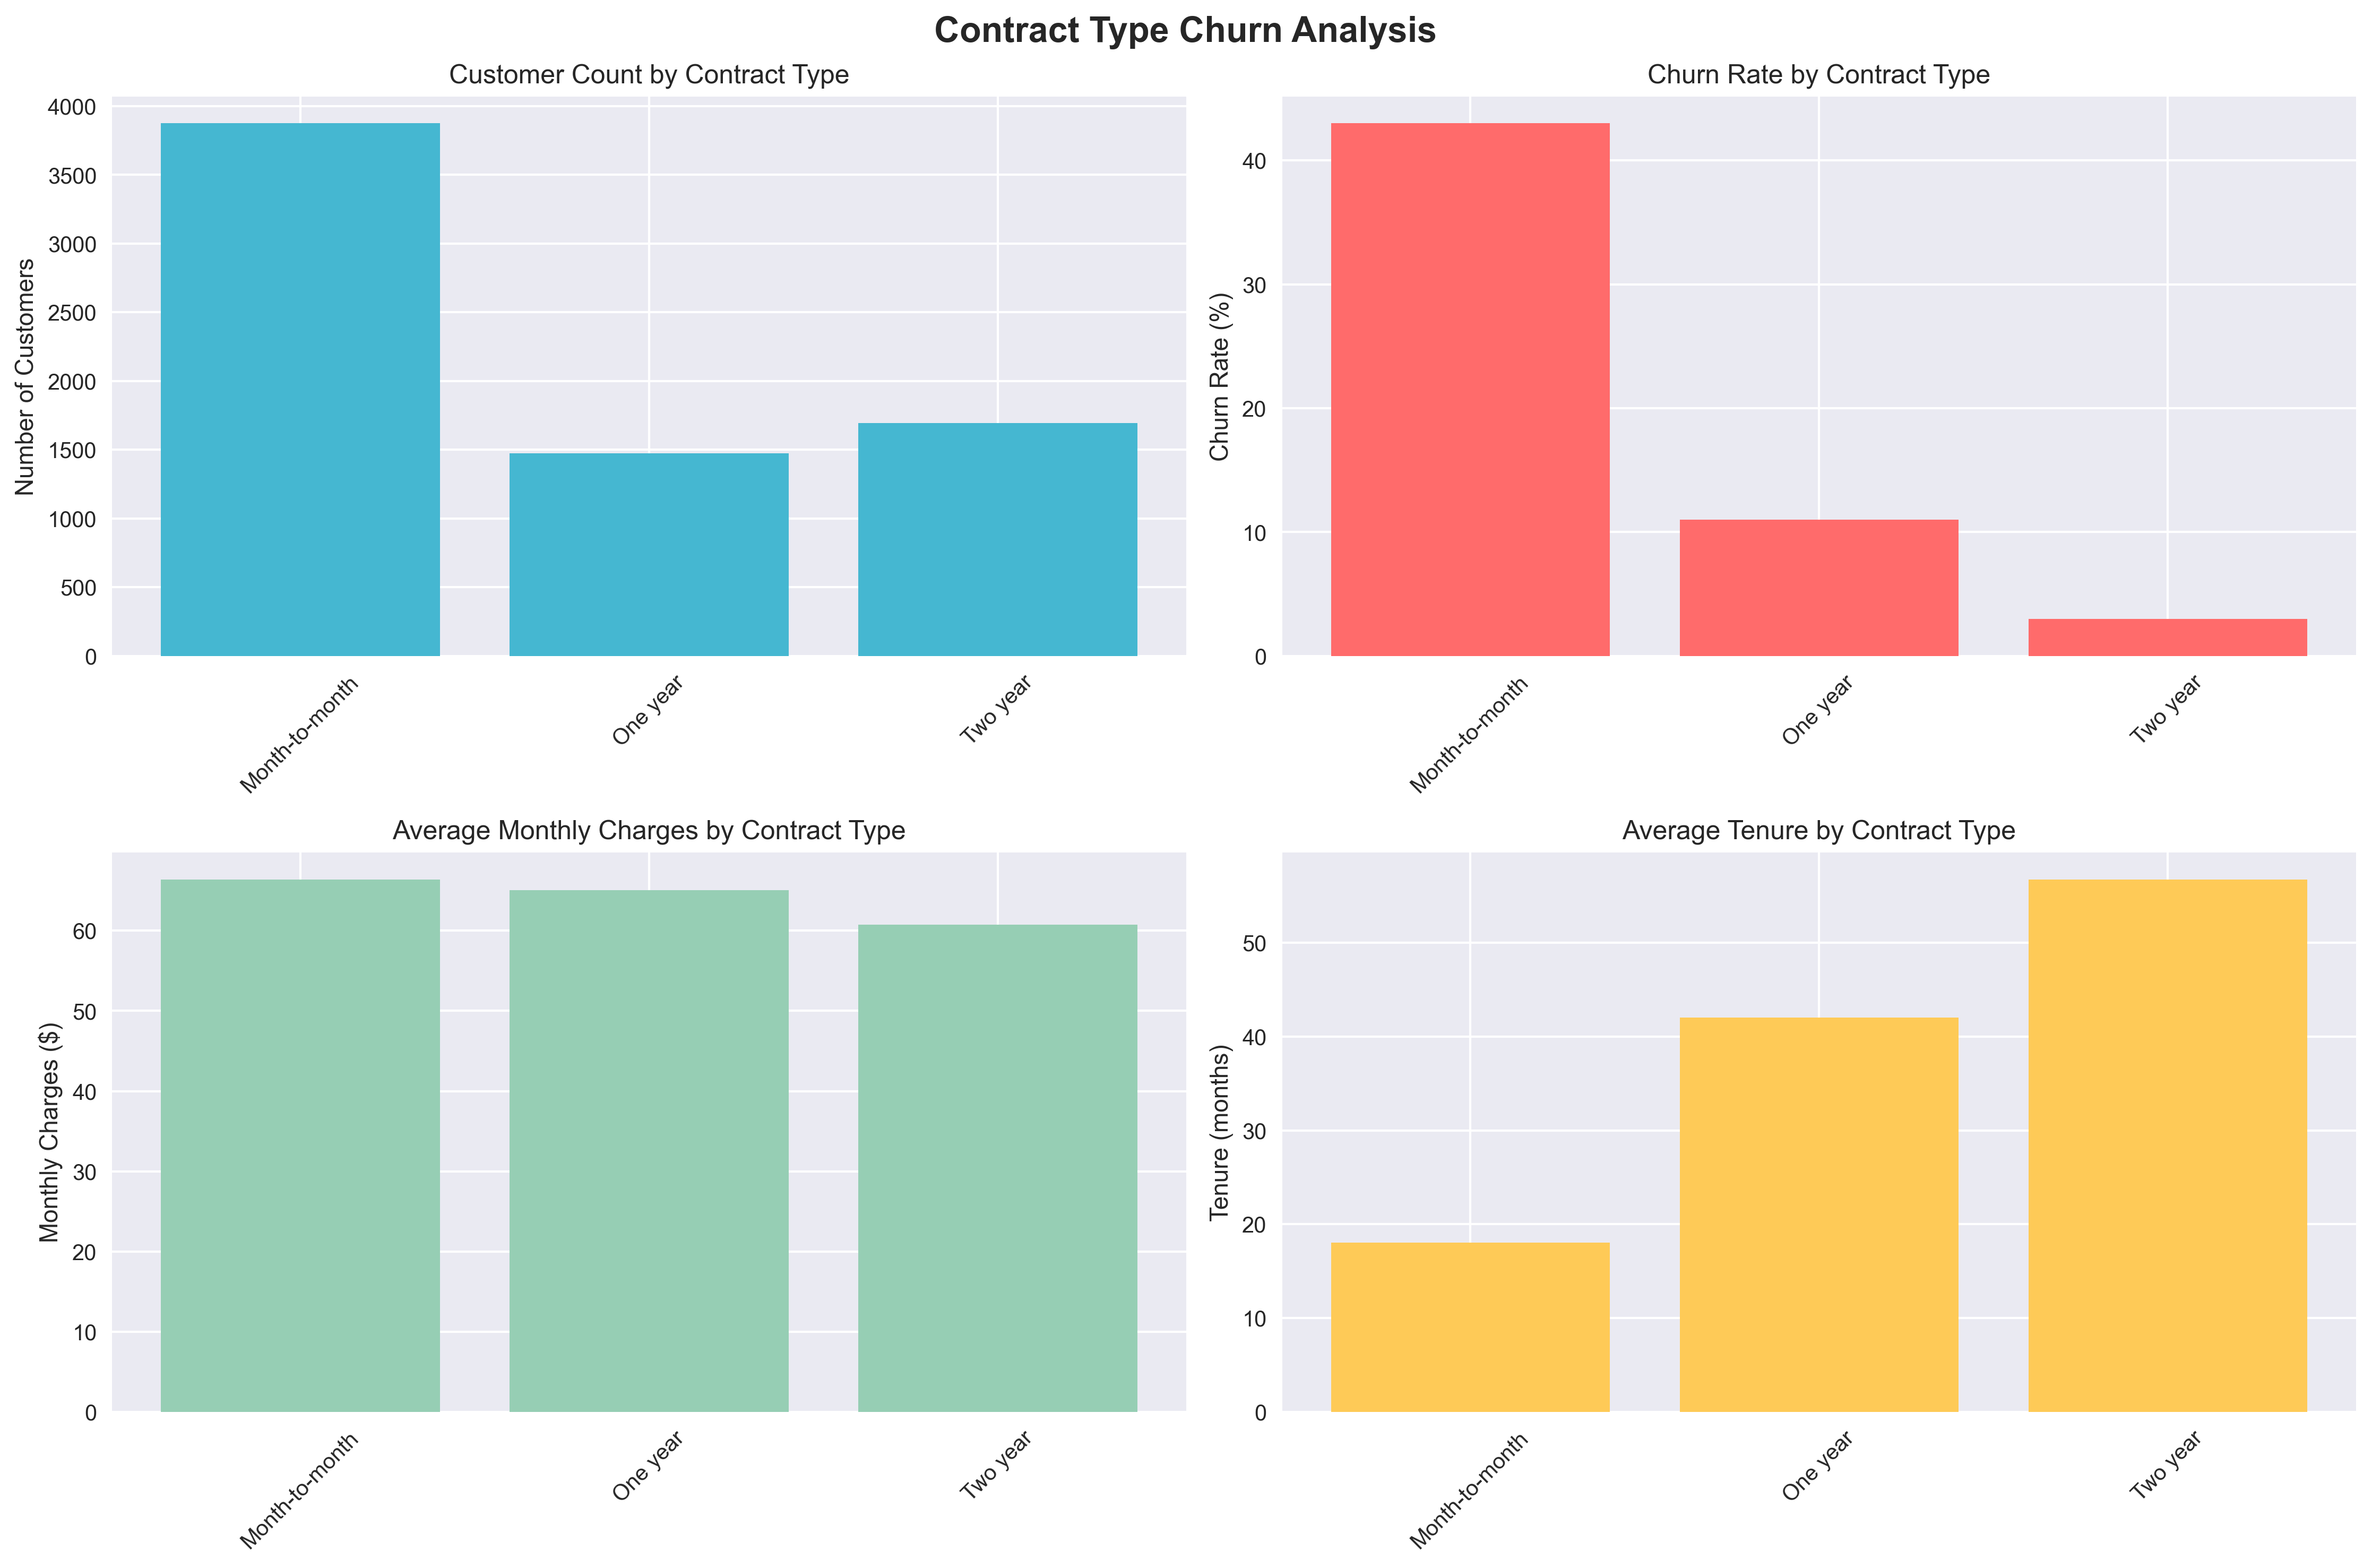 Contract Type Churn Analysis
Customer Count by Contract Type
Number of Customers
4000
3500
3000
2500
2000
1500
1000
500
0
Month-to-month
One year
Two year
Churn Rate by Contract Type
Churn Rate (%)
40
30
20
10
0
Month-to-month
One year
Two year
Average Monthly Charges by Contract Type
Monthly Charges ($)
60
50
40
30
20
10
0
Month-to-month
One year
Two year
Average Tenure by Contract Type
Tenure (months)
50
40
30
20
10
0
Month-to-month
One year
Two year